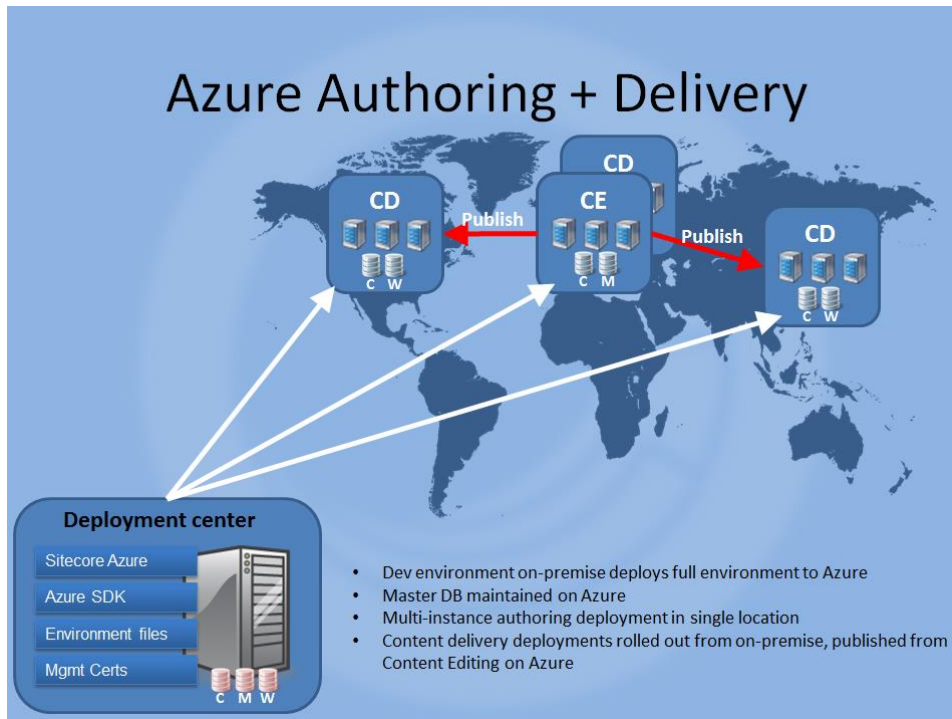 Azure Authoring + Delivery
CD
CD
CE
CD
Publish
Publish
C W
C M
C W
Deployment center
Sitecore Azure
Azure SDK
Environment files
Mgmt Certs
C M W
• Dev environment on-premise deploys full environment to Azure
• Master DB maintained on Azure
• Multi-instance authoring deployment in single location
• Content delivery deployments rolled out from on-premise, published from
Content Editing on Azure